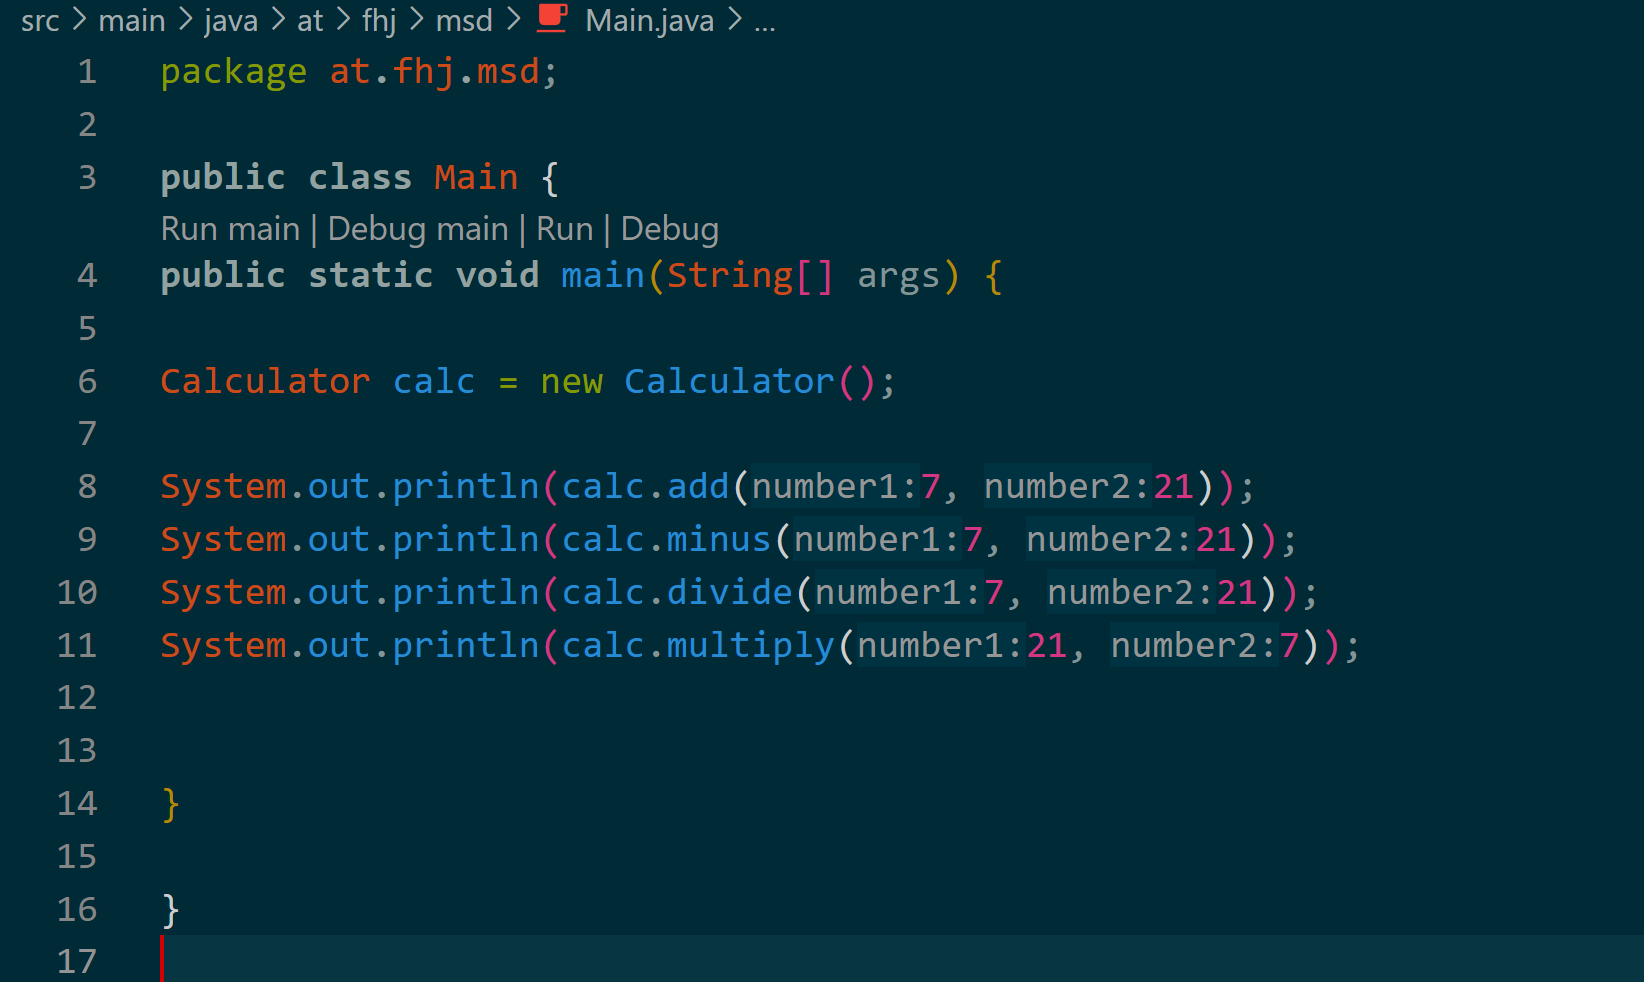 src > main > java > at > fhj > msd > Main.java > ...
1 package at.fhj.msd;
2
3 public class Main {
Run main | Debug main | Run | Debug
4 public static void main(String[] args) {
5
6 Calculator calc = new Calculator();
7
8 System.out.println(calc.add(number1:7, number2:21));
9 System.out.println(calc.minus(number1:7, number2:21));
10 System.out.println(calc.divide(number1:7, number2:21));
11 System.out.println(calc.multiply(number1:21, number2:7));
12
13
14 }
15
16 }
17